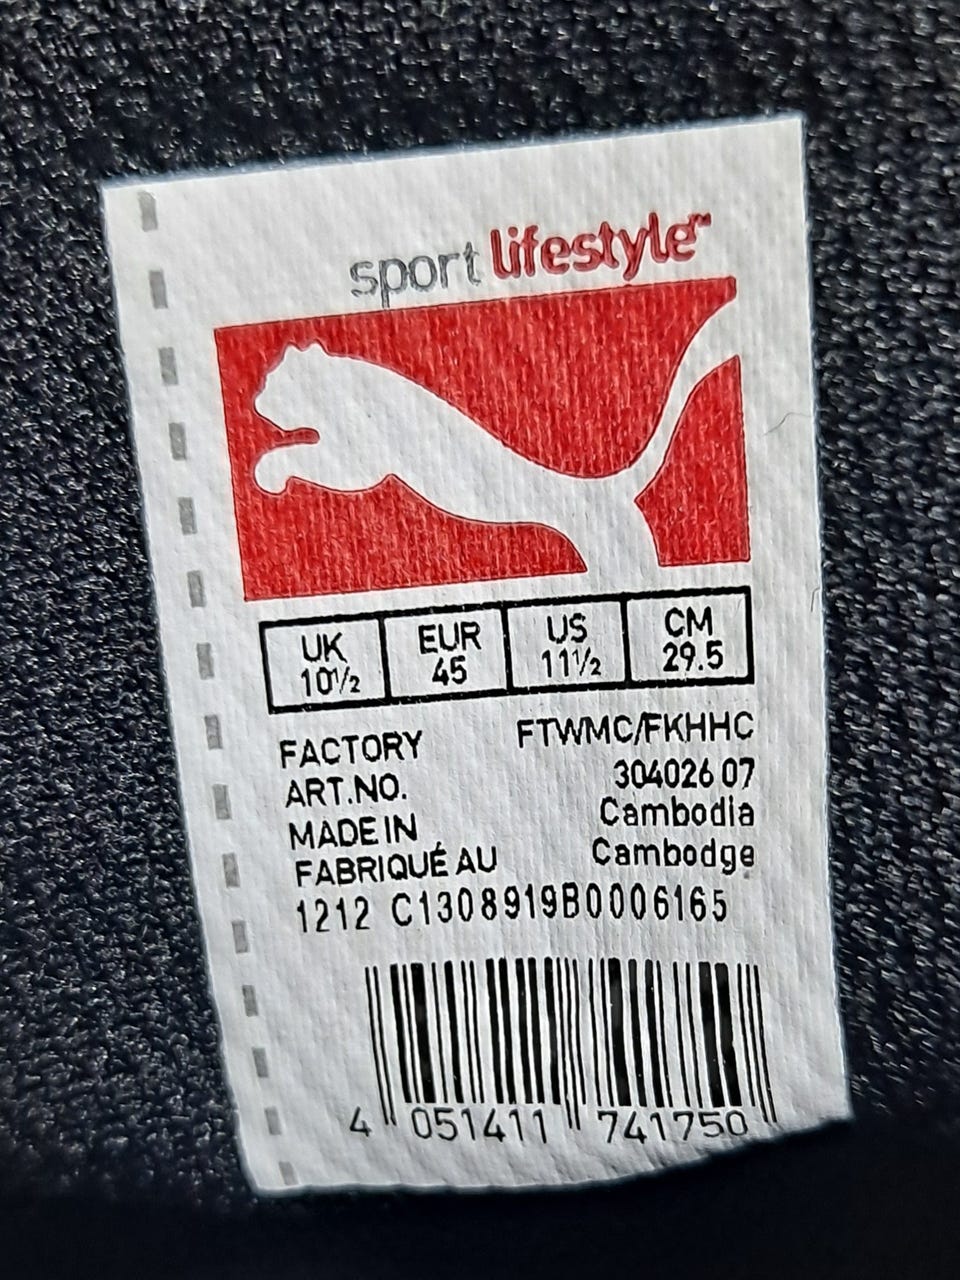 sport lifestyle™
UK EUR US CM
10½ 45 11½ 29.5
FACTORY FTWMC/FKHHC
ART.NO. 304026 07
MADE IN Cambodia
FABRIQUÉ AU Cambodge
1212 C1308919B0006165
4 051411 741750